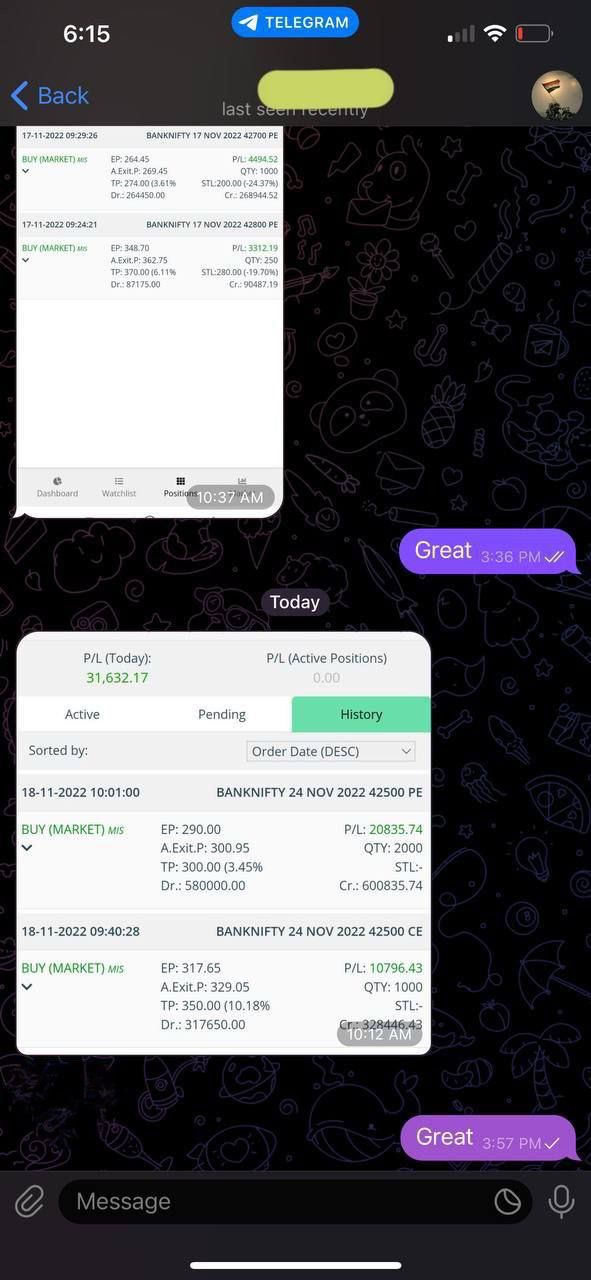 6:15
TELEGRAM
Back
last seen recently
17-11-2022 09:29:26 BANKNIFTY 17 NOV 2022 42700 PE
BUY (MARKET) MIS EP: 264.45 P/L: 4494.52
A.Exit.P: 269.45 QTY: 1000
TP: 274.00 (3.61% STL:200.00 (-24.37%)
Dr.: 264450.00 Cr.: 268944.52
17-11-2022 09:24:21 BANKNIFTY 17 NOV 2022 42800 PE
BUY (MARKET) MIS EP: 348.70 P/L: 3312.19
A.Exit.P: 362.75 QTY: 250
TP: 370.00 (6.11% STL:280.00 (-19.70%)
Dr.: 87175.00 Cr.: 90487.19
Dashboard Watchlist Positions
10:37 AM
Great 3:36 PM
Today
P/L (Today): P/L (Active Positions)
31,632.17 0.00
Active Pending History
Sorted by: Order Date (DESC)
18-11-2022 10:01:00 BANKNIFTY 24 NOV 2022 42500 PE
BUY (MARKET) MIS EP: 290.00 P/L: 20835.74
A.Exit.P: 300.95 QTY: 2000
TP: 300.00 (3.45% STL:-
Dr.: 580000.00 Cr.: 600835.74
18-11-2022 09:40:28 BANKNIFTY 24 NOV 2022 42500 CE
BUY (MARKET) MIS EP: 317.65 P/L: 10796.43
A.Exit.P: 329.05 QTY: 1000
TP: 350.00 (10.18% STL:-
Dr.: 317650.00 Cr.: 328446.43
10:12 AM
Great 3:57 PM
Message